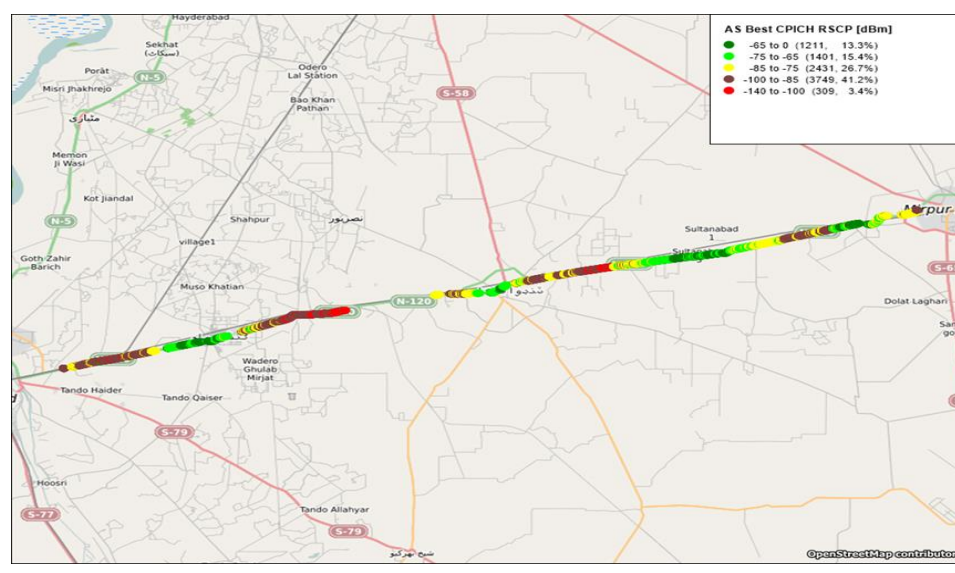 Hayderabad
Sekhat
(سيکاٽ)
Odero
Lal Station
Porāt
N-5
Misri Jhakhrejo
Bao Khan
Pathan
S-58
مٹیاری
Memon
Ji Wasi
Kot Jiandal
N-5
Shahpur
نصرپور
village1
Goth Zahir
Barich
Muso Khatian
Sultanabad
1
Mirpur
N-120
Dolat Laghari
Wadero
Ghulab
Mirjat
Tando Haider
Tando Qaiser
S-79
Hoosri
S-77
Tando Allahyar
S-79
AS Best CPICH RSCP [dBm]
-65 to 0 (1211, 13.3%)
-75 to -65 (1401, 15.4%)
-85 to -75 (2431, 26.7%)
-100 to -85 (3749, 41.2%)
-140 to -100 (309, 3.4%)
OpenStreetMap contributor